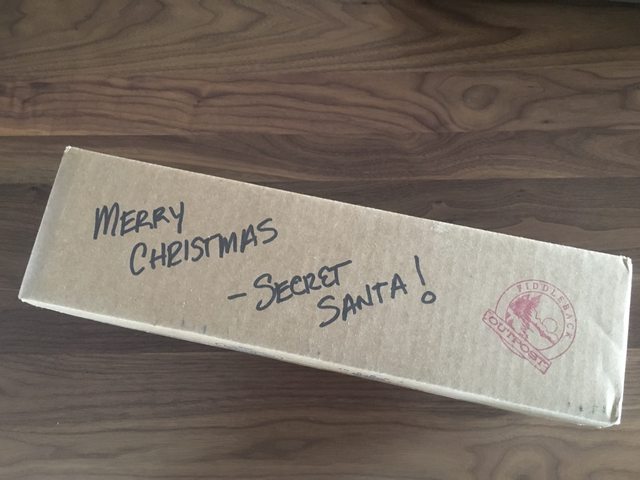 MERRY
CHRISTMAS
- SECRET
SANTA!
FIDDLEBACK
OUTPOST